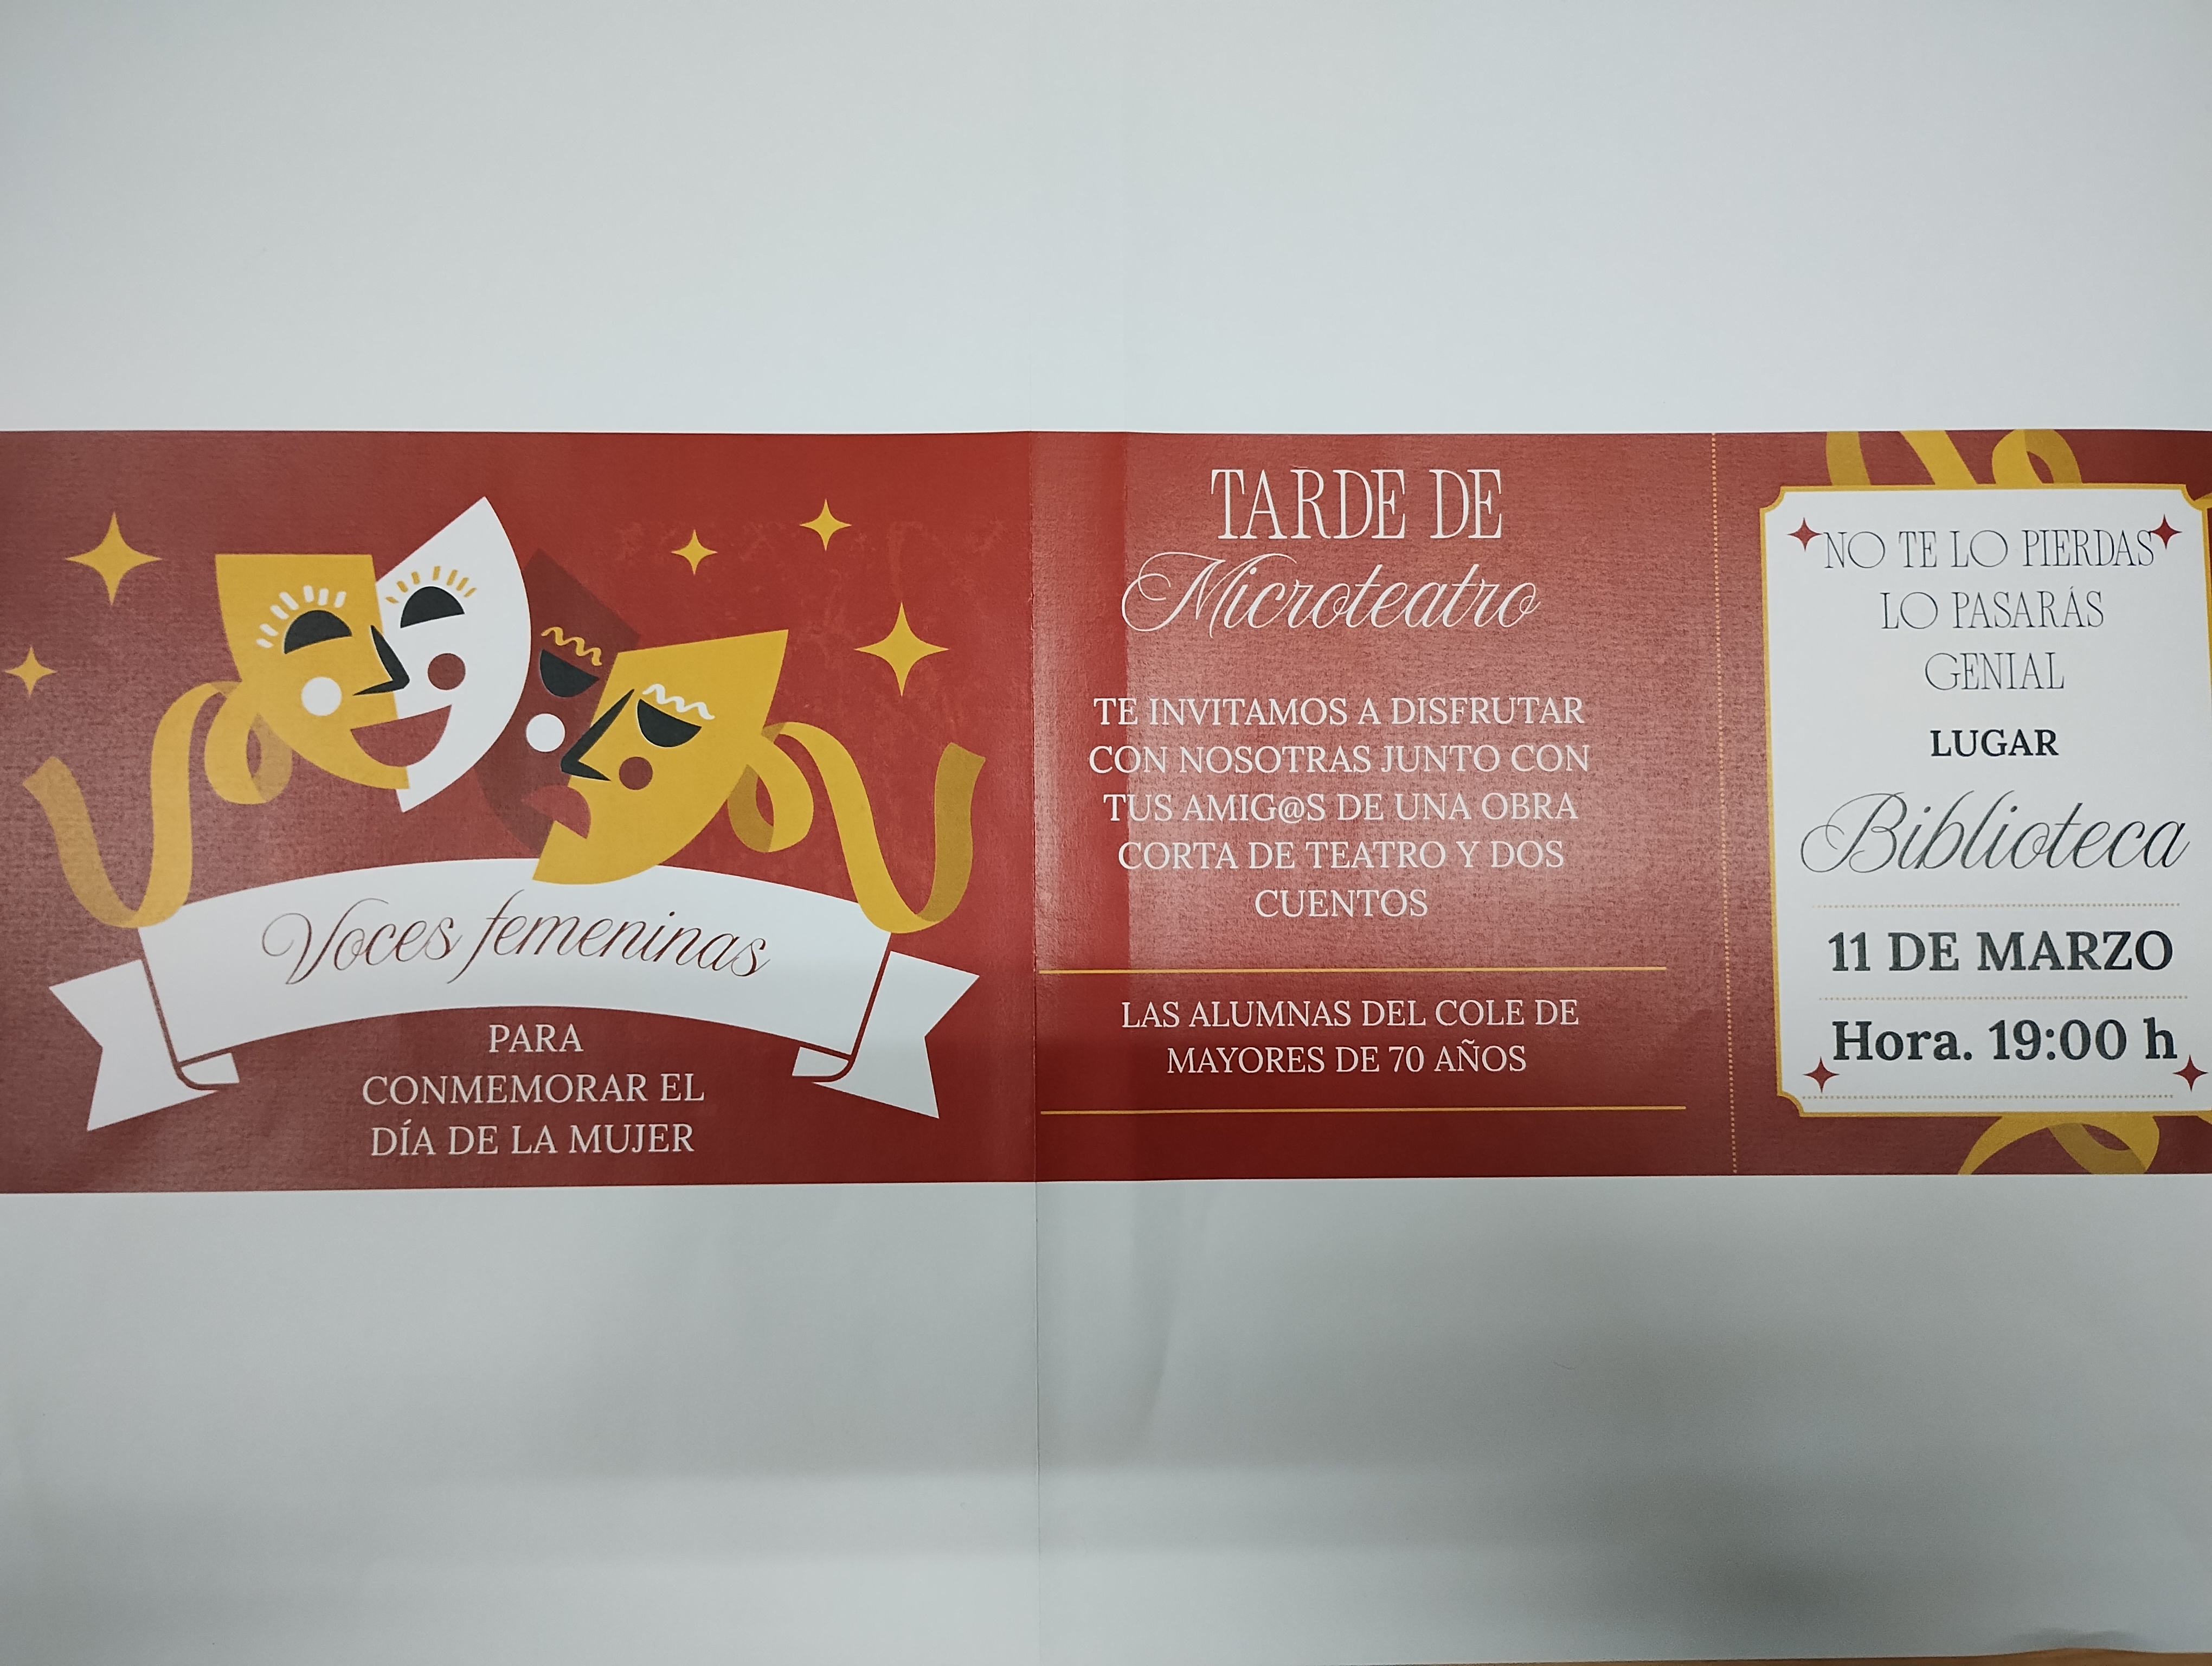 Voces femeninas
PARA
CONMEMORAR EL
DÍA DE LA MUJER
TARDE DE
Microteatro
TE INVITAMOS A DISFRUTAR
CON NOSOTRAS JUNTO CON
TUS AMIG@S DE UNA OBRA
CORTA DE TEATRO Y DOS
CUENTOS
LAS ALUMNAS DEL COLE DE
MAYORES DE 70 AÑOS
NO TE LO PIERDAS
LO PASARÁS
GENIAL
LUGAR
Biblioteca
11 DE MARZO
Hora. 19:00 h